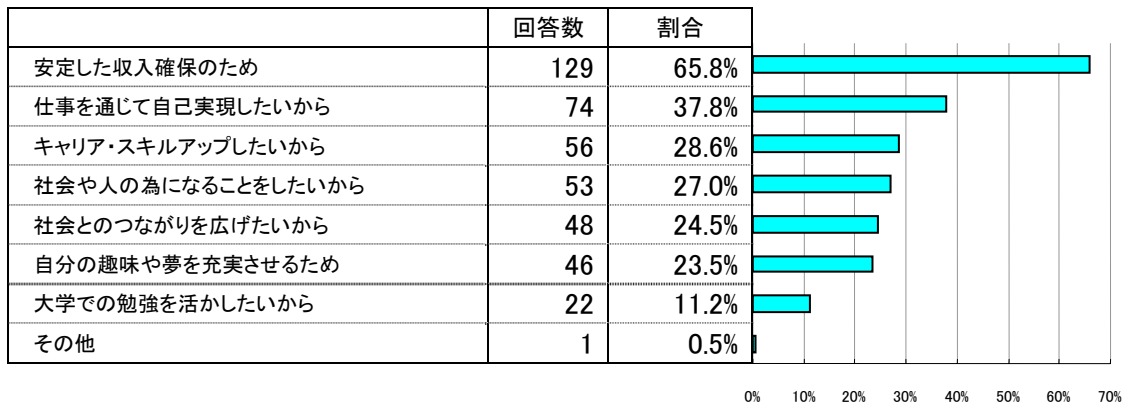 回答数 割合
安定した収入確保のため 129 65.8%
仕事を通じて自己実現したいから 74 37.8%
キャリア・スキルアップしたいから 56 28.6%
社会や人の為になることをしたいから 53 27.0%
社会とのつながりを広げたいから 48 24.5%
自分の趣味や夢を充実させるため 46 23.5%
大学での勉強を活かしたいから 22 11.2%
その他 1 0.5%
0% 10% 20% 30% 40% 50% 60% 70%